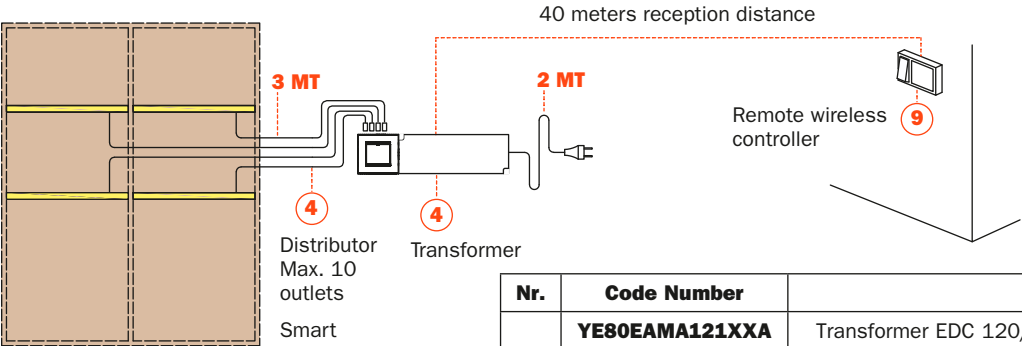 40 meters reception distance
3 MT
2 MT
Remote wireless
controller
9
4
4
Distributor
Max. 10
outlets
Transformer
Smart
Nr. Code Number
YE80EAMA121XXA Transformer EDC 120,